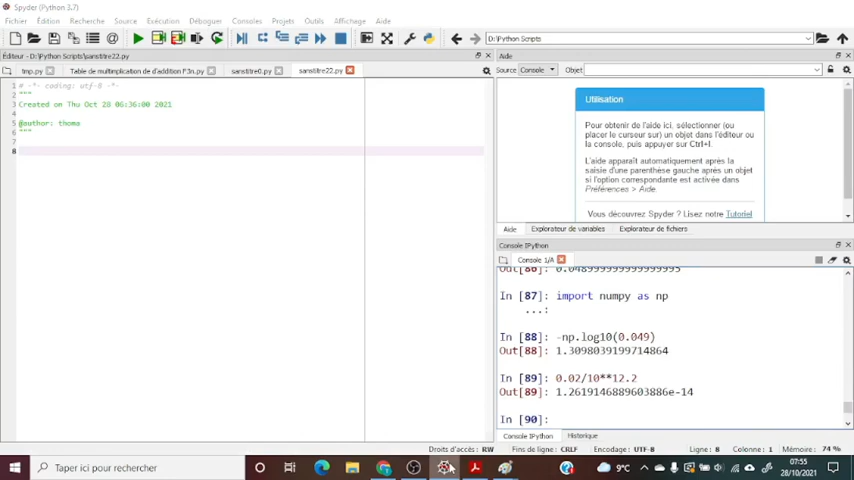 Spyder (Python 3.7)
Fichier Édition Recherche Source Exécution Déboguer Consoles Projets Outils Affichage Aide
D:\Python Scripts
Éditeur - D:\Python Scripts\sanstitre22.py
Aide
tmp.py Table de multiplication de d'addition P3n.py sanstitre0.py sanstitre22.py
Source Console Objet
1 # -*- coding: utf-8 -*-
2 """
3 Created on Thu Oct 28 06:36:00 2021
4
5 @author: thoma
6 """
7
8
Utilisation
Pour obtenir de l'aide ici, sélectionner (ou
placer le curseur sur) un objet dans l'éditeur ou
la console, puis appuyer sur Ctrl+I.
L'aide apparaît automatiquement après la
saisie d'une parenthèse gauche après un objet
si l'option correspondante est activée dans
Préférences > Aide.
Vous découvrez Spyder ? Lisez notre Tutoriel
Aide Explorateur de variables Explorateur de fichiers
Console IPython
Console 1/A
Out[86]: 0.048999999999999995
In [87]: import numpy as np
...:
In [88]: -np.log10(0.049)
Out[88]: 1.3098039199714864
In [89]: 0.02/10**12.2
Out[89]: 1.2619146889603886e-14
In [90]:
Console IPython Historique
Droits d'accès: RW Fins de ligne: CRLF Encodage: UTF-8 Ligne: 8 Colonne: 1 Mémoire: 74 %
Taper ici pour rechercher
9°C
07:55
28/10/2021